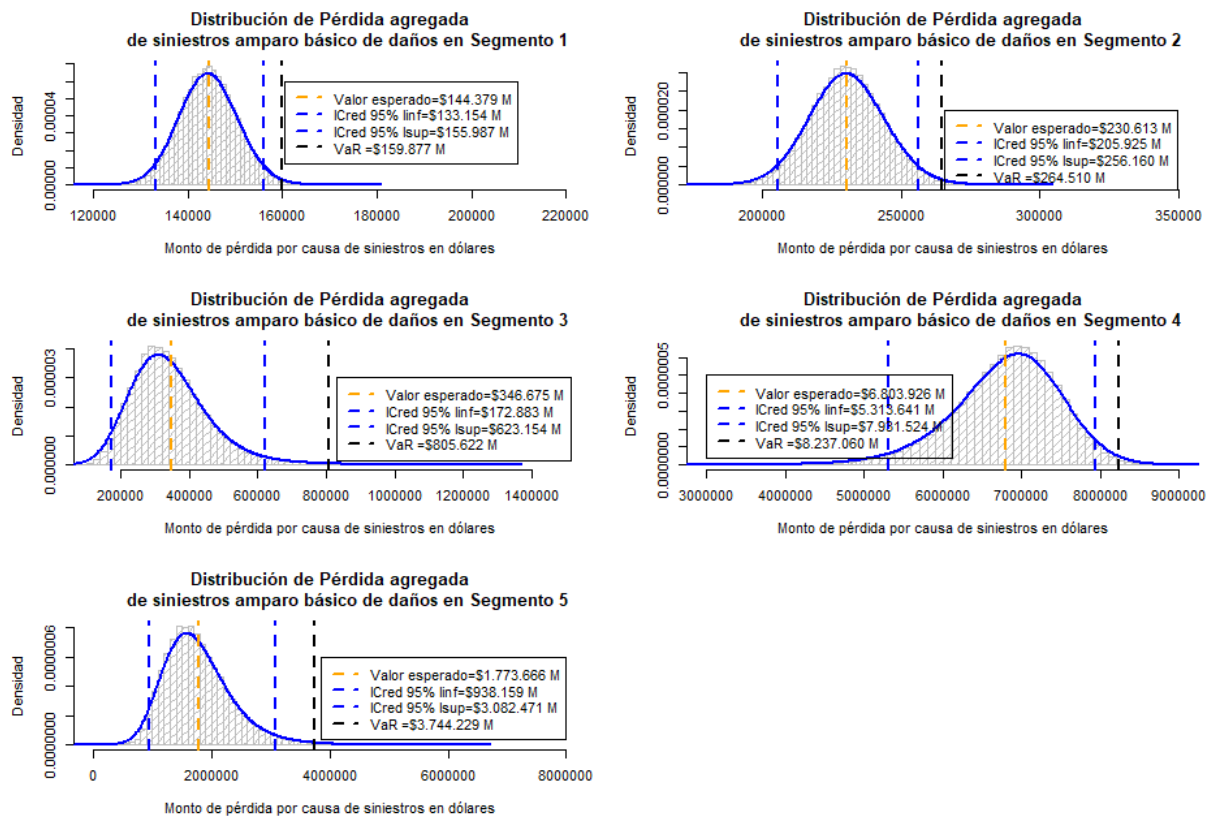 Distribución de Pérdida agregada
de siniestros amparo básico de daños en Segmento 1
Densidad
0.00000
0.00004
Valor esperado=$144.379 M
ICred 95% linf=$133.154 M
ICred 95% lsup=$155.987 M
VaR =$159.877 M
120000 140000 160000 180000 200000 220000
Monto de pérdida por causa de siniestros en dólares
Distribución de Pérdida agregada
de siniestros amparo básico de daños en Segmento 2
Densidad
0.000000
0.000020
Valor esperado=$230.613 M
ICred 95% linf=$205.925 M
ICred 95% lsup=$256.160 M
VaR =$264.510 M
200000 250000 300000 350000
Monto de pérdida por causa de siniestros en dólares
Distribución de Pérdida agregada
de siniestros amparo básico de daños en Segmento 3
Densidad
0.000000
0.000003
Valor esperado=$346.675 M
ICred 95% linf=$172.883 M
ICred 95% lsup=$623.154 M
VaR =$805.622 M
200000 400000 600000 800000 1000000 1400000
Monto de pérdida por causa de siniestros en dólares
Distribución de Pérdida agregada
de siniestros amparo básico de daños en Segmento 4
Densidad
0.0000000
0.0000005
Valor esperado=$6.803.926 M
ICred 95% linf=$5.313.641 M
ICred 95% lsup=$7.931.524 M
VaR =$8.237.060 M
3000000 4000000 5000000 6000000 7000000 8000000 9000000
Monto de pérdida por causa de siniestros en dólares
Distribución de Pérdida agregada
de siniestros amparo básico de daños en Segmento 5
Densidad
0.0000000
0.0000006
Valor esperado=$1.773.666 M
ICred 95% linf=$938.159 M
ICred 95% lsup=$3.082.471 M
VaR =$3.744.229 M
0 2000000 4000000 6000000 8000000
Monto de pérdida por causa de siniestros en dólares